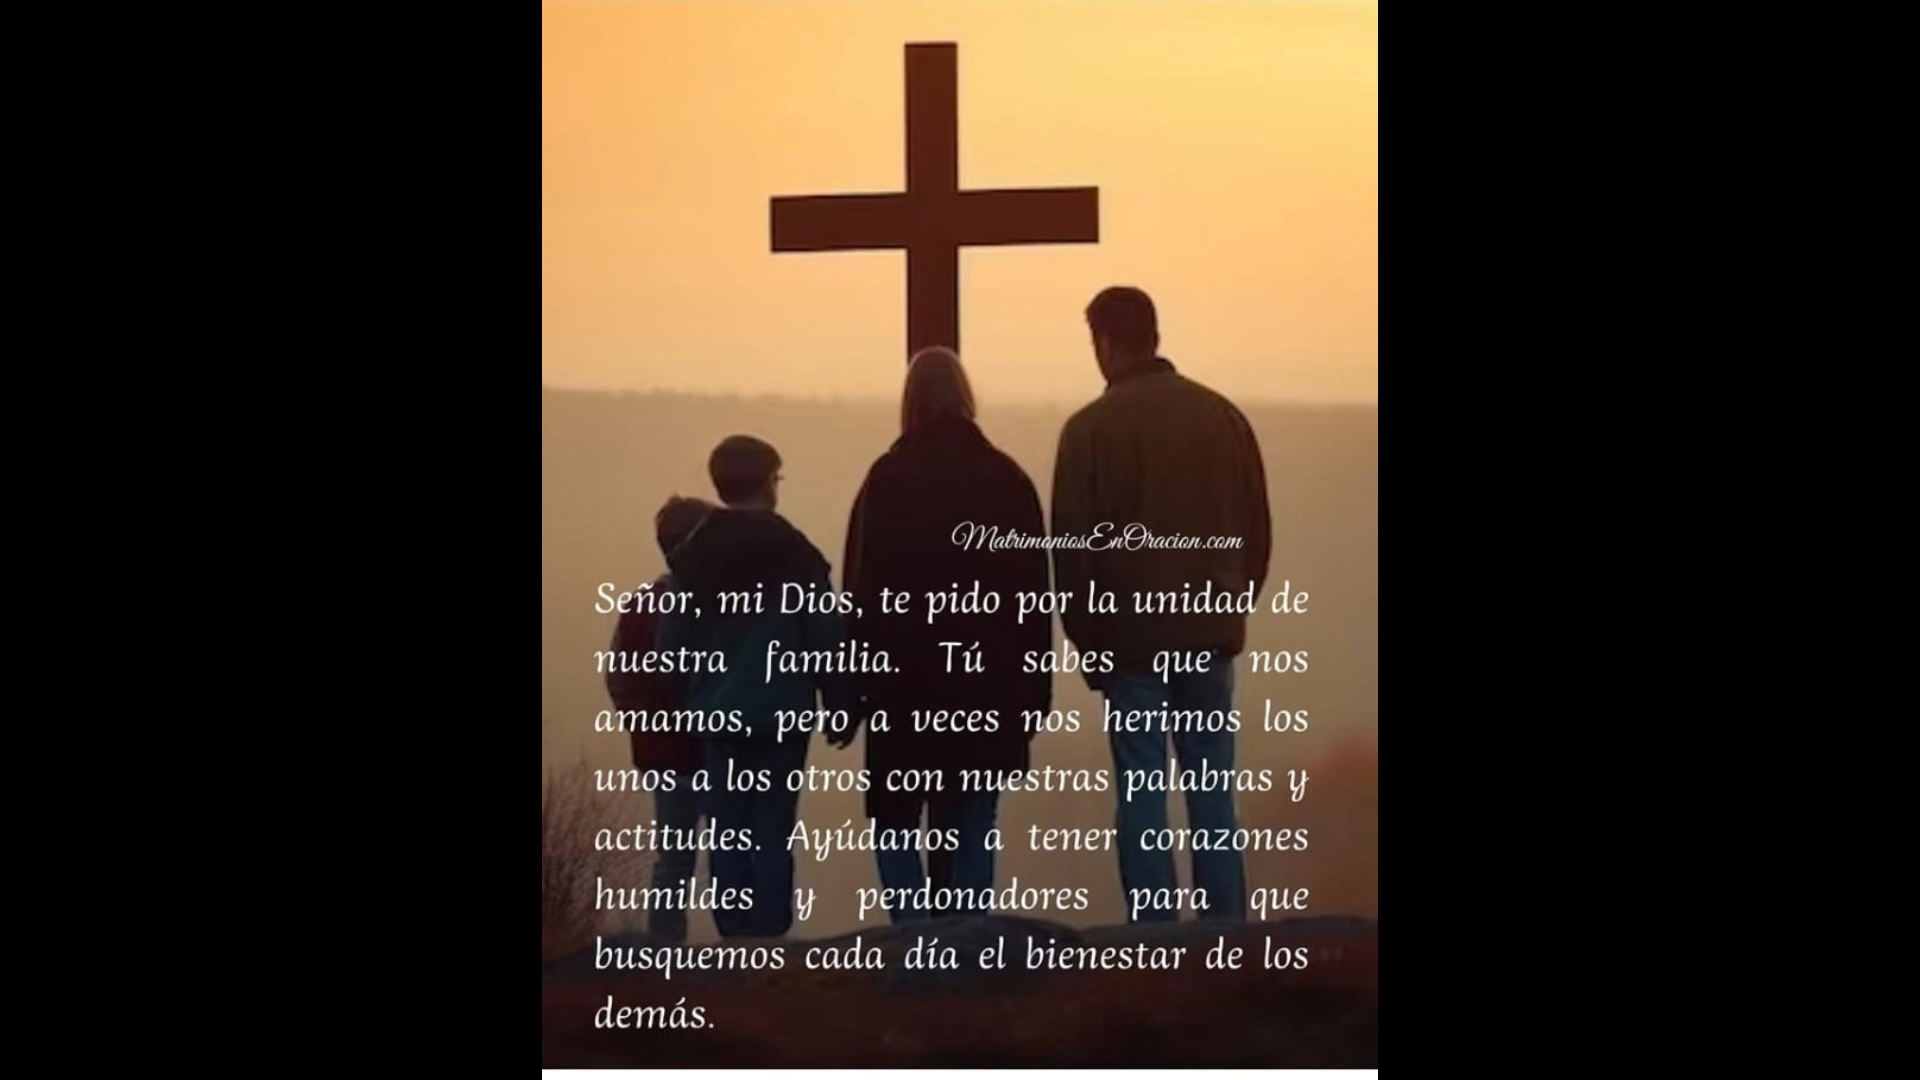 MatrimoniosEnOracion.com
Señor, mi Dios, te pido por la unidad de
nuestra familia. Tú sabes que nos
amamos, pero a veces nos herimos los
unos a los otros con nuestras palabras y
actitudes. Ayúdanos a tener corazones
humildes y perdonadores para que
busquemos cada día el bienestar de los
demás.